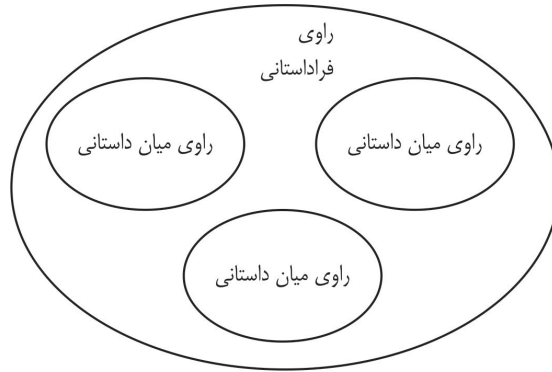 راوی
فراداستانی
راوی میان داستانی
راوی میان داستانی
راوی میان داستانی